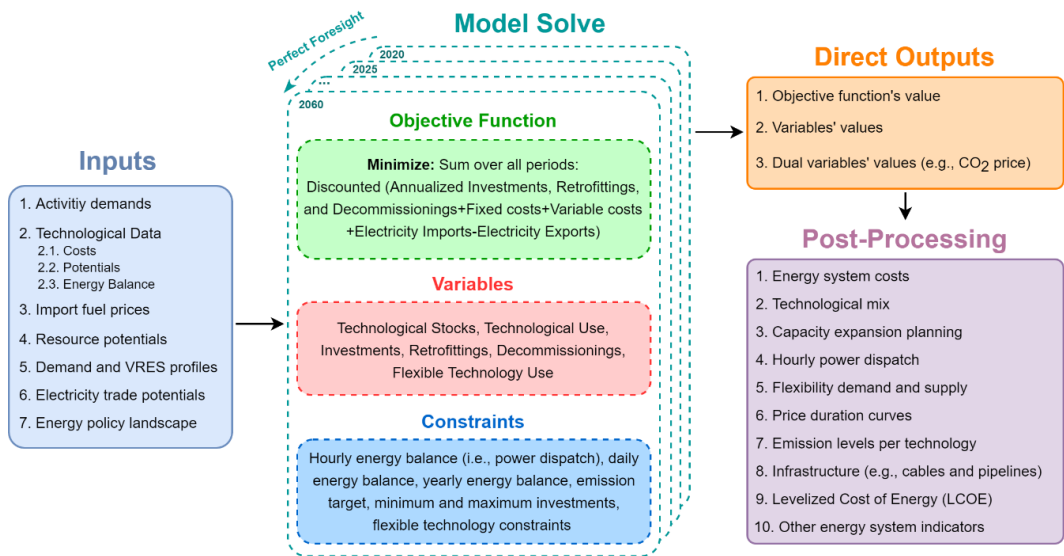 Inputs
1. Activitiy demands
2. Technological Data
2.1. Costs
2.2. Potentials
2.3. Energy Balance
3. Import fuel prices
4. Resource potentials
5. Demand and VRES profiles
6. Electricity trade potentials
7. Energy policy landscape
Model Solve
Perfect Foresight
2020
2025
...
2060
Objective Function
Minimize: Sum over all periods:
Discounted (Annualized Investments, Retrofittings,
and Decommissionings+Fixed costs+Variable costs
+Electricity Imports-Electricity Exports)
Variables
Technological Stocks, Technological Use,
Investments, Retrofittings, Decommissionings,
Flexible Technology Use
Constraints
Hourly energy balance (i.e., power dispatch), daily
energy balance, yearly energy balance, emission
target, minimum and maximum investments,
flexible technology constraints
Direct Outputs
1. Objective function's value
2. Variables' values
3. Dual variables' values (e.g., CO2 price)
Post-Processing
1. Energy system costs
2. Technological mix
3. Capacity expansion planning
4. Hourly power dispatch
5. Flexibility demand and supply
6. Price duration curves
7. Emission levels per technology
8. Infrastructure (e.g., cables and pipelines)
9. Levelized Cost of Energy (LCOE)
10. Other energy system indicators